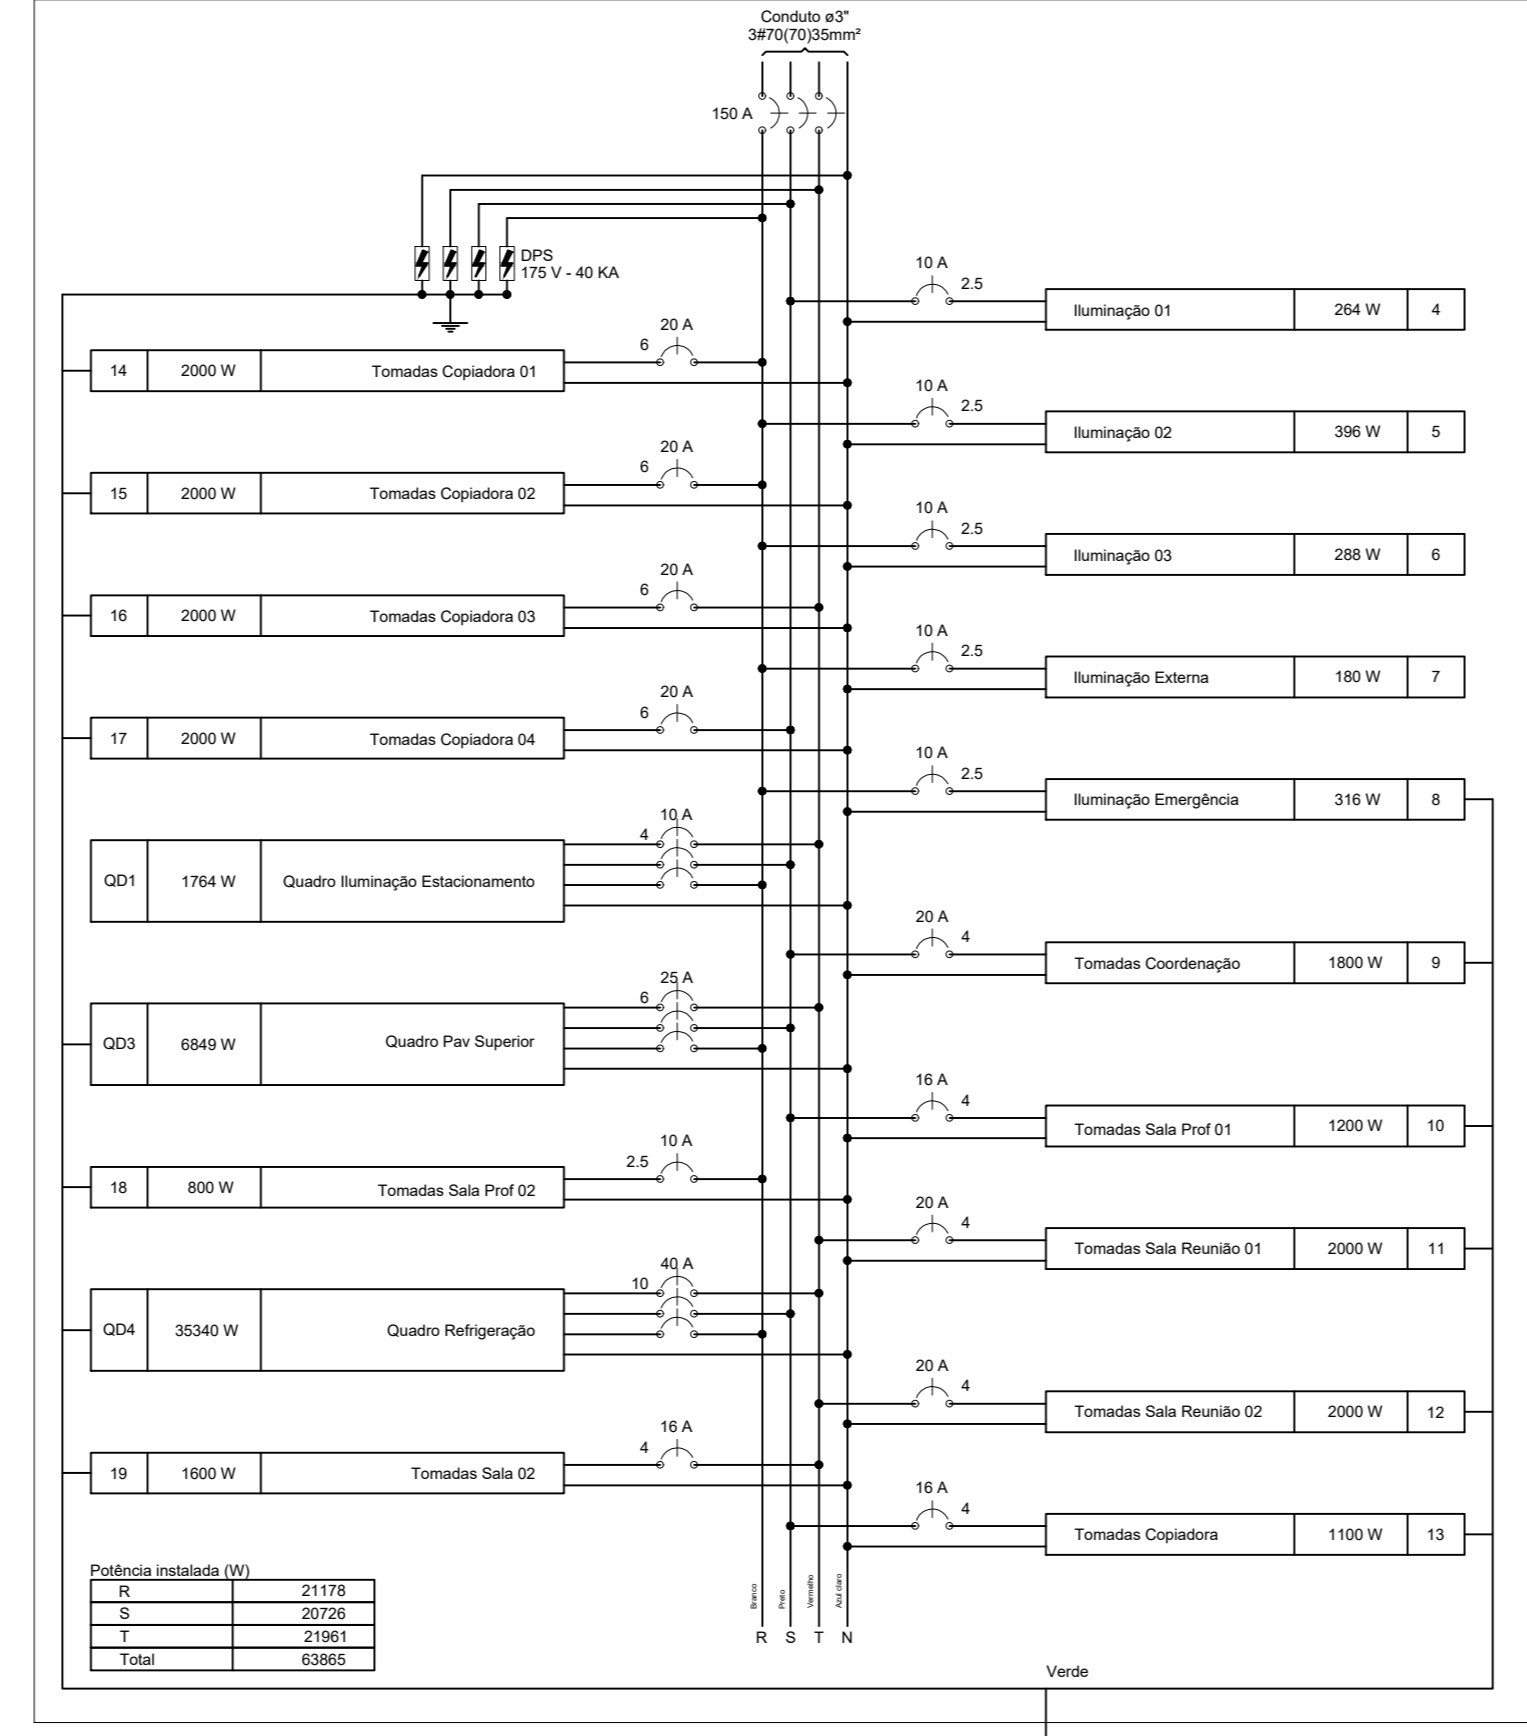 Conduto ø3"
3#70(70)35mm²
150 A
DPS
175 V - 40 KA
10 A
2.5
Iluminação 01 264 W 4
20 A
6
14 2000 W Tomadas Copiadora 01
10 A
2.5
Iluminação 02 396 W 5
20 A
6
15 2000 W Tomadas Copiadora 02
10 A
2.5
Iluminação 03 288 W 6
20 A
6
16 2000 W Tomadas Copiadora 03
10 A
2.5
Iluminação Externa 180 W 7
20 A
6
17 2000 W Tomadas Copiadora 04
10 A
2.5
Iluminação Emergência 316 W 8
10 A
4
QD1 1764 W Quadro Iluminação Estacionamento
20 A
4
Tomadas Coordenação 1800 W 9
25 A
6
QD3 6849 W Quadro Pav Superior
16 A
4
Tomadas Sala Prof 01 1200 W 10
10 A
2.5
18 800 W Tomadas Sala Prof 02
20 A
4
Tomadas Sala Reunião 01 2000 W 11
40 A
10
QD4 35340 W Quadro Refrigeração
20 A
4
Tomadas Sala Reunião 02 2000 W 12
16 A
4
19 1600 W Tomadas Sala 02
16 A
4
Tomadas Copiadora 1100 W 13
Potência instalada (W)
R 21178
S 20726
T 21961
Total 63865
Branco
Preto
Vermelho
Azul claro
R S T N
Verde